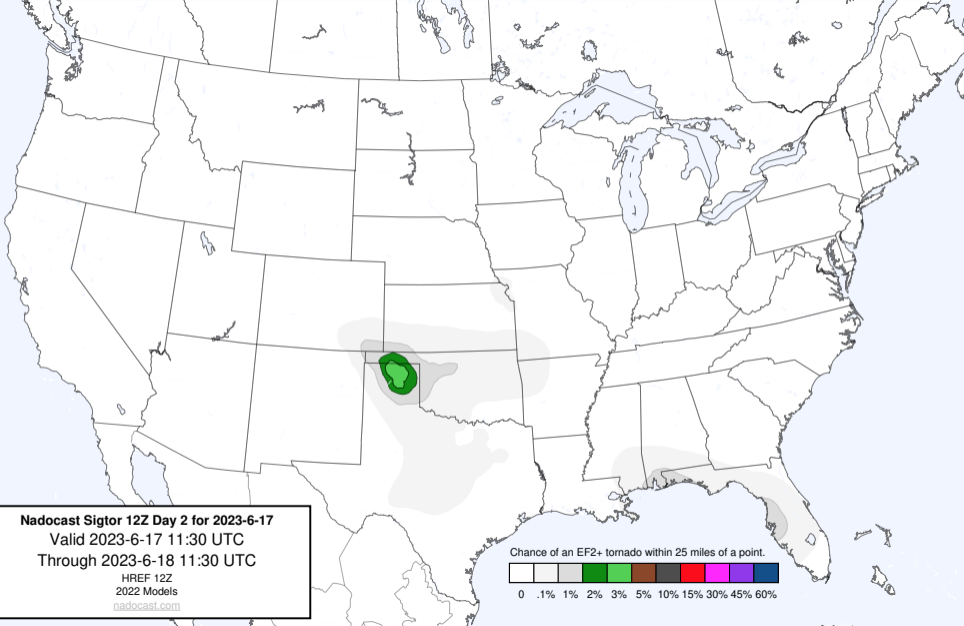 Nadocast Sigtor 12Z Day 2 for 2023-6-17
Valid 2023-6-17 11:30 UTC
Through 2023-6-18 11:30 UTC
HREF 12Z
2022 Models
nadocast.com
Chance of an EF2+ tornado within 25 miles of a point.
0 .1% 1% 2% 3% 5% 10% 15% 30% 45% 60%